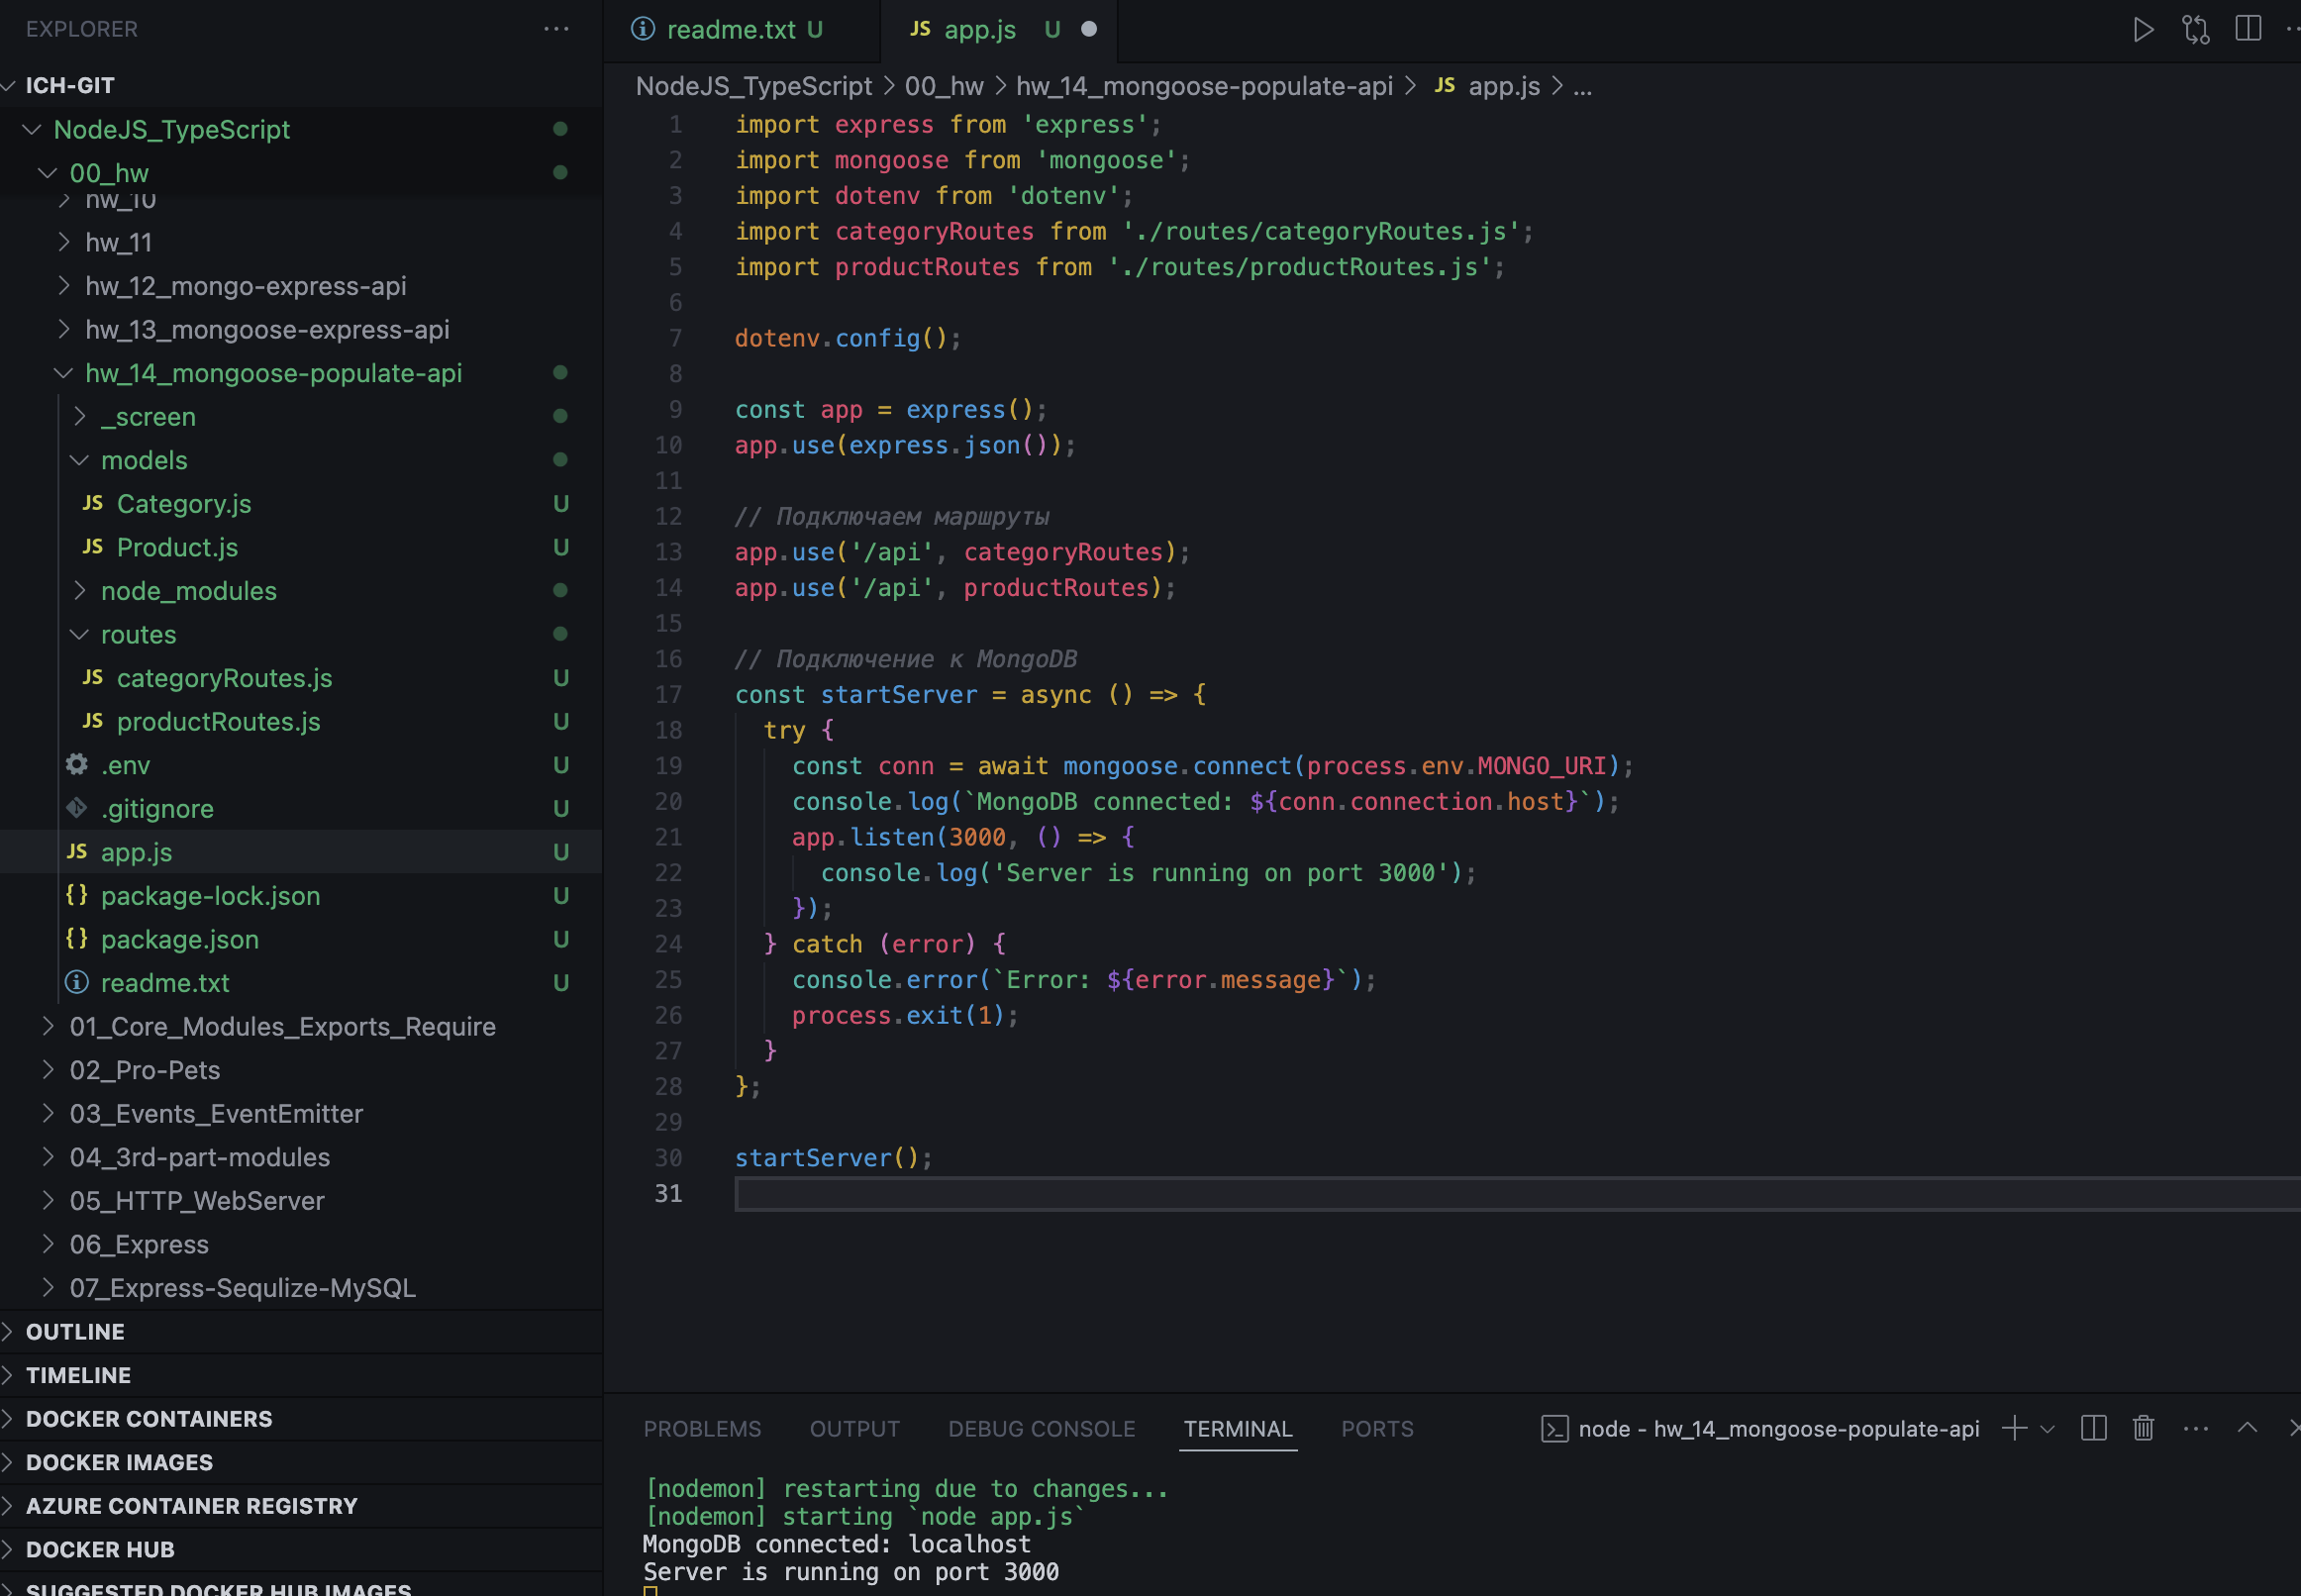 EXPLORER
ICH-GIT
NodeJS_TypeScript
00_hw
hw_10
hw_11
hw_12_mongo-express-api
hw_13_mongoose-express-api
hw_14_mongoose-populate-api
_screen
models
JS Category.js U
JS Product.js U
node_modules
routes
JS categoryRoutes.js U
JS productRoutes.js U
.env U
.gitignore U
JS app.js U
{} package-lock.json U
{} package.json U
readme.txt U
01_Core_Modules_Exports_Require
02_Pro-Pets
03_Events_EventEmitter
04_3rd-part-modules
05_HTTP_WebServer
06_Express
07_Express-Sequlize-MySQL
OUTLINE
TIMELINE
DOCKER CONTAINERS
DOCKER IMAGES
AZURE CONTAINER REGISTRY
DOCKER HUB
SUGGESTED DOCKER HUB IMAGES
readme.txt U
JS app.js U
NodeJS_TypeScript > 00_hw > hw_14_mongoose-populate-api > JS app.js > ...
1 import express from 'express';
2 import mongoose from 'mongoose';
3 import dotenv from 'dotenv';
4 import categoryRoutes from './routes/categoryRoutes.js';
5 import productRoutes from './routes/productRoutes.js';
6
7 dotenv.config();
8
9 const app = express();
10 app.use(express.json());
11
12 // Подключаем маршруты
13 app.use('/api', categoryRoutes);
14 app.use('/api', productRoutes);
15
16 // Подключение к MongoDB
17 const startServer = async () => {
18 try {
19 const conn = await mongoose.connect(process.env.MONGO_URI);
20 console.log(`MongoDB connected: ${conn.connection.host}`);
21 app.listen(3000, () => {
22 console.log('Server is running on port 3000');
23 });
24 } catch (error) {
25 console.error(`Error: ${error.message}`);
26 process.exit(1);
27 }
28 };
29
30 startServer();
31
PROBLEMS OUTPUT DEBUG CONSOLE TERMINAL PORTS
node - hw_14_mongoose-populate-api
[nodemon] restarting due to changes...
[nodemon] starting `node app.js`
MongoDB connected: localhost
Server is running on port 3000